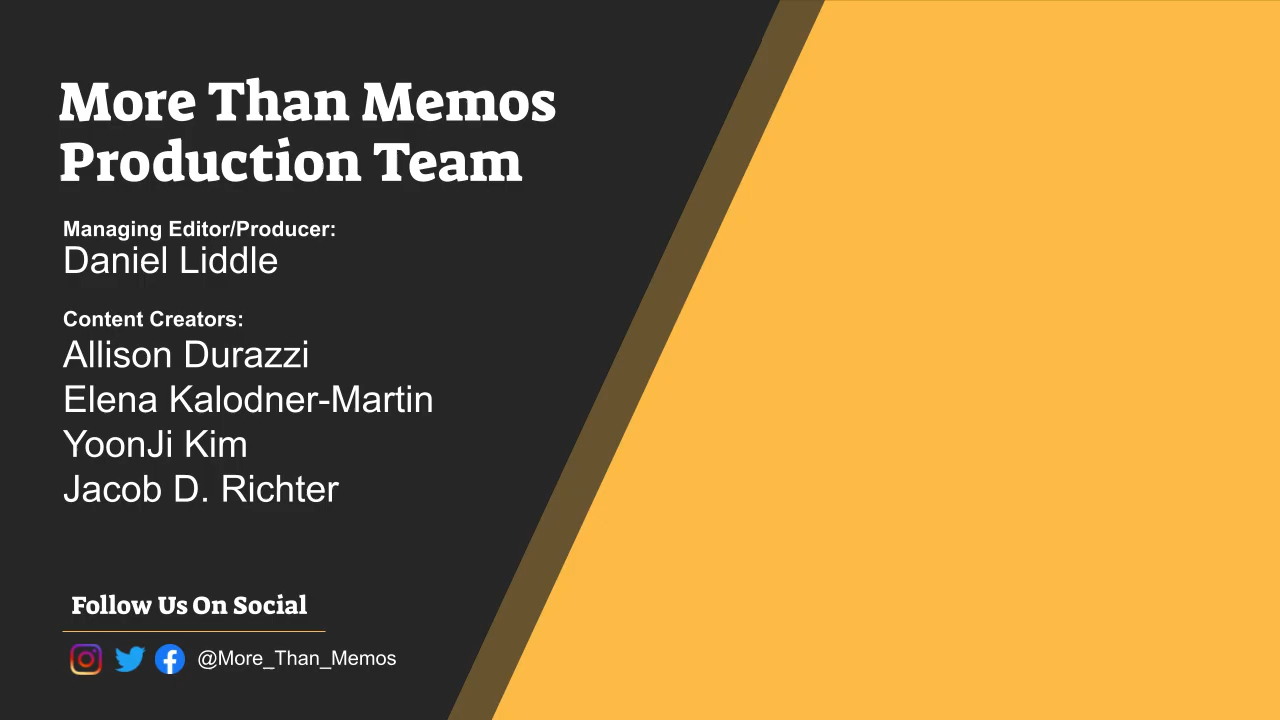 More Than Memos
Production Team
Managing Editor/Producer:
Daniel Liddle
Content Creators:
Allison Durazzi
Elena Kalodner-Martin
YoonJi Kim
Jacob D. Richter
Follow Us On Social
@More_Than_Memos